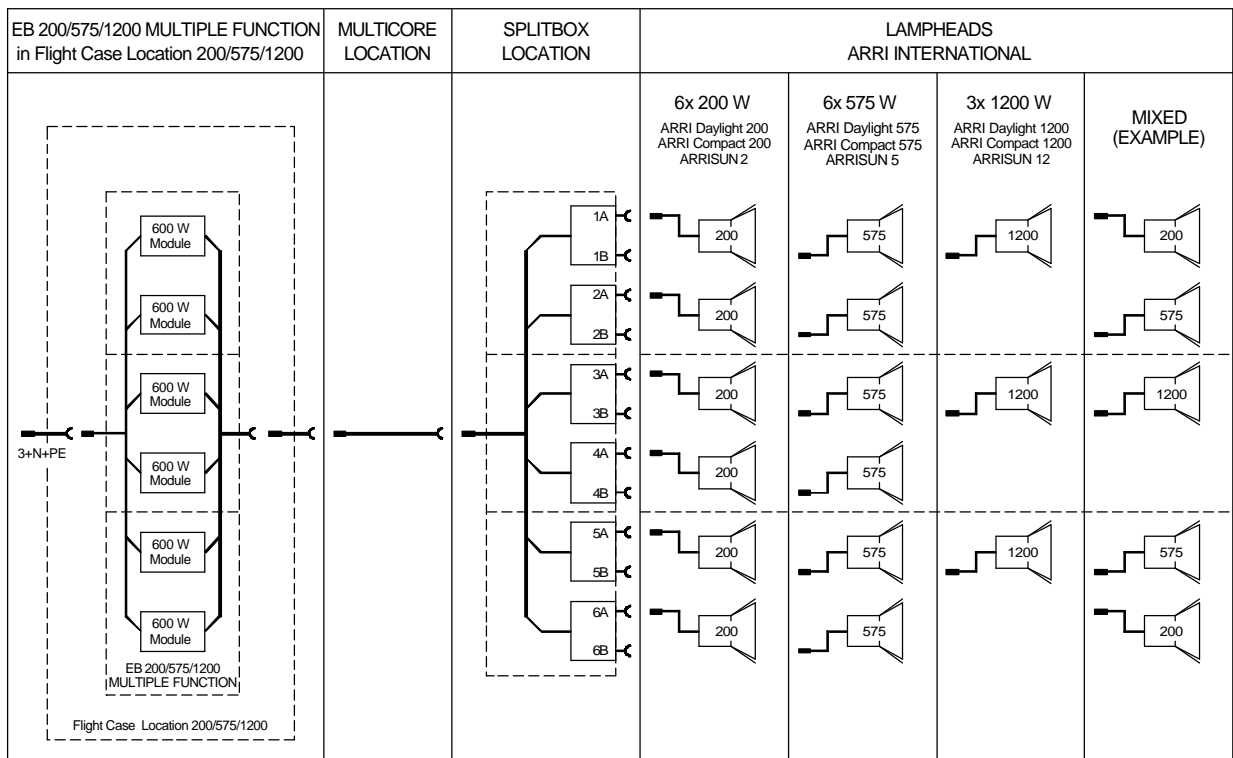 EB 200/575/1200 MULTIPLE FUNCTION
in Flight Case Location 200/575/1200
MULTICORE
LOCATION
SPLITBOX
LOCATION
LAMPHEADS
ARRI INTERNATIONAL
6x 200 W
ARRI Daylight 200
ARRI Compact 200
ARRISUN 2
6x 575 W
ARRI Daylight 575
ARRI Compact 575
ARRISUN 5
3x 1200 W
ARRI Daylight 1200
ARRI Compact 1200
ARRISUN 12
MIXED
(EXAMPLE)
600 W
Module
600 W
Module
600 W
Module
600 W
Module
600 W
Module
600 W
Module
3+N+PE
EB 200/575/1200
MULTIPLE FUNCTION
Flight Case Location 200/575/1200
1A
1B
2A
2B
3A
3B
4A
4B
5A
5B
6A
6B
200
200
200
200
200
200
575
575
575
575
575
575
1200
1200
1200
200
575
1200
575
200